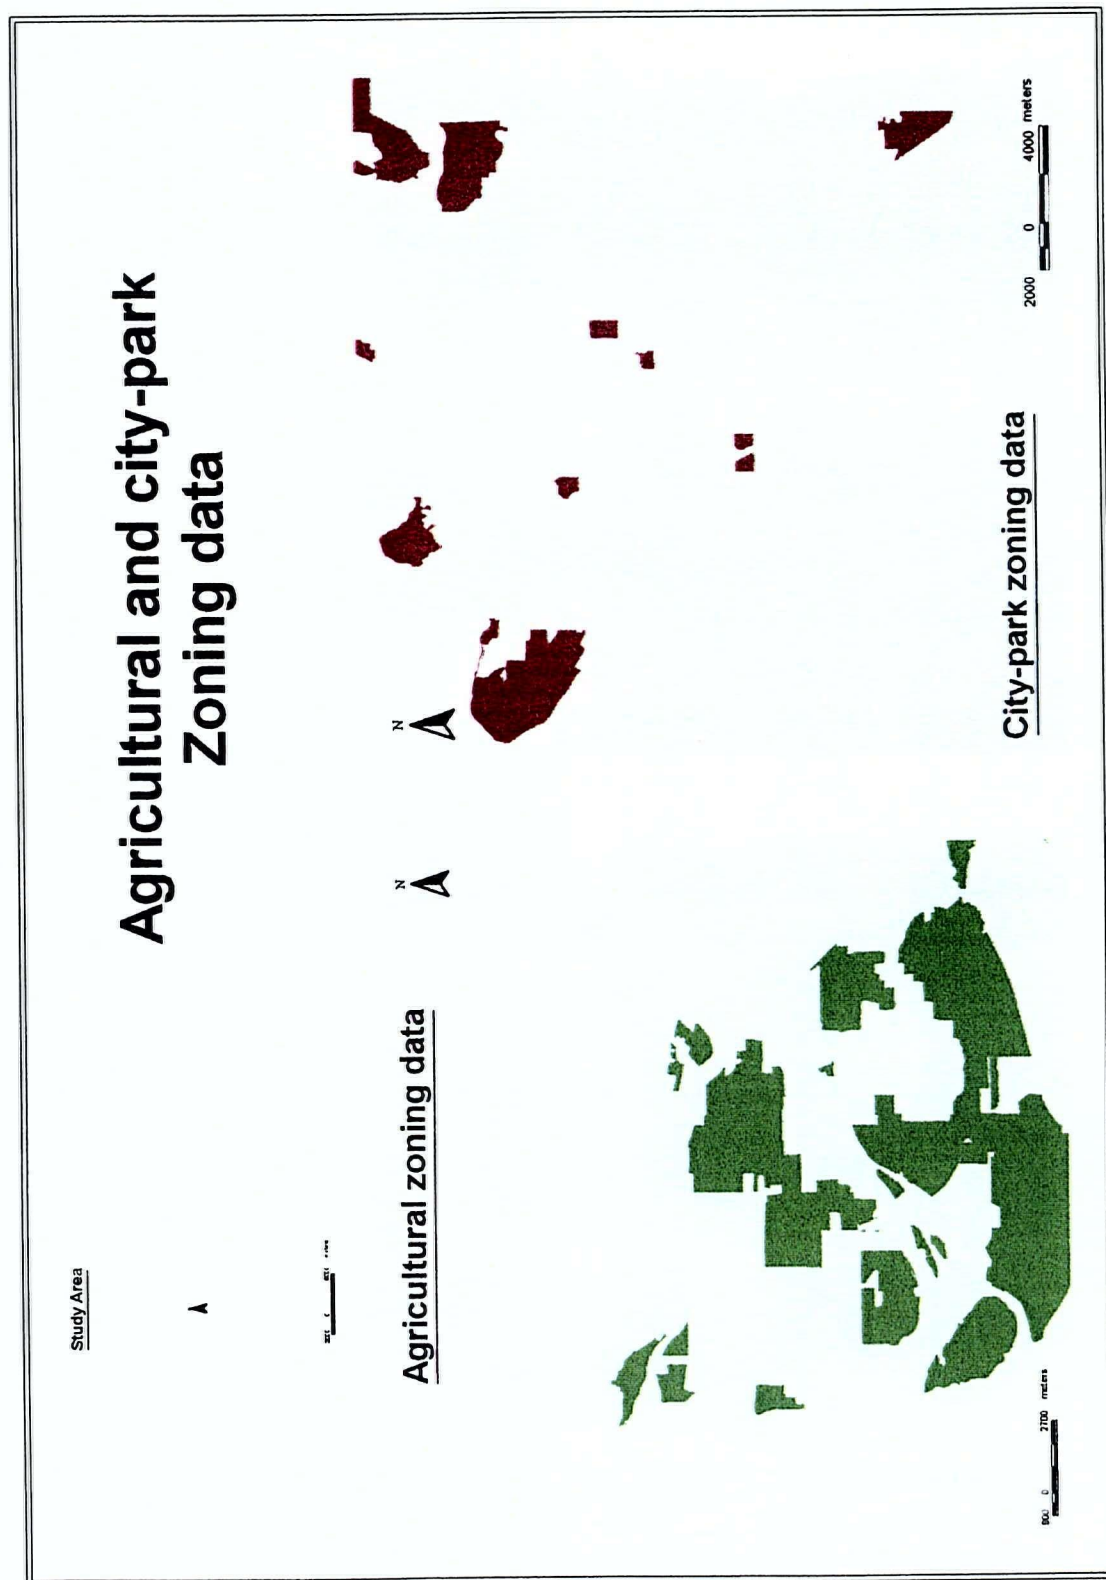 Agricultural and city-park
Zoning data
Study Area
N
N
Agricultural zoning data
900 0 2700 meters
City-park zoning data
2000 0 4000 meters